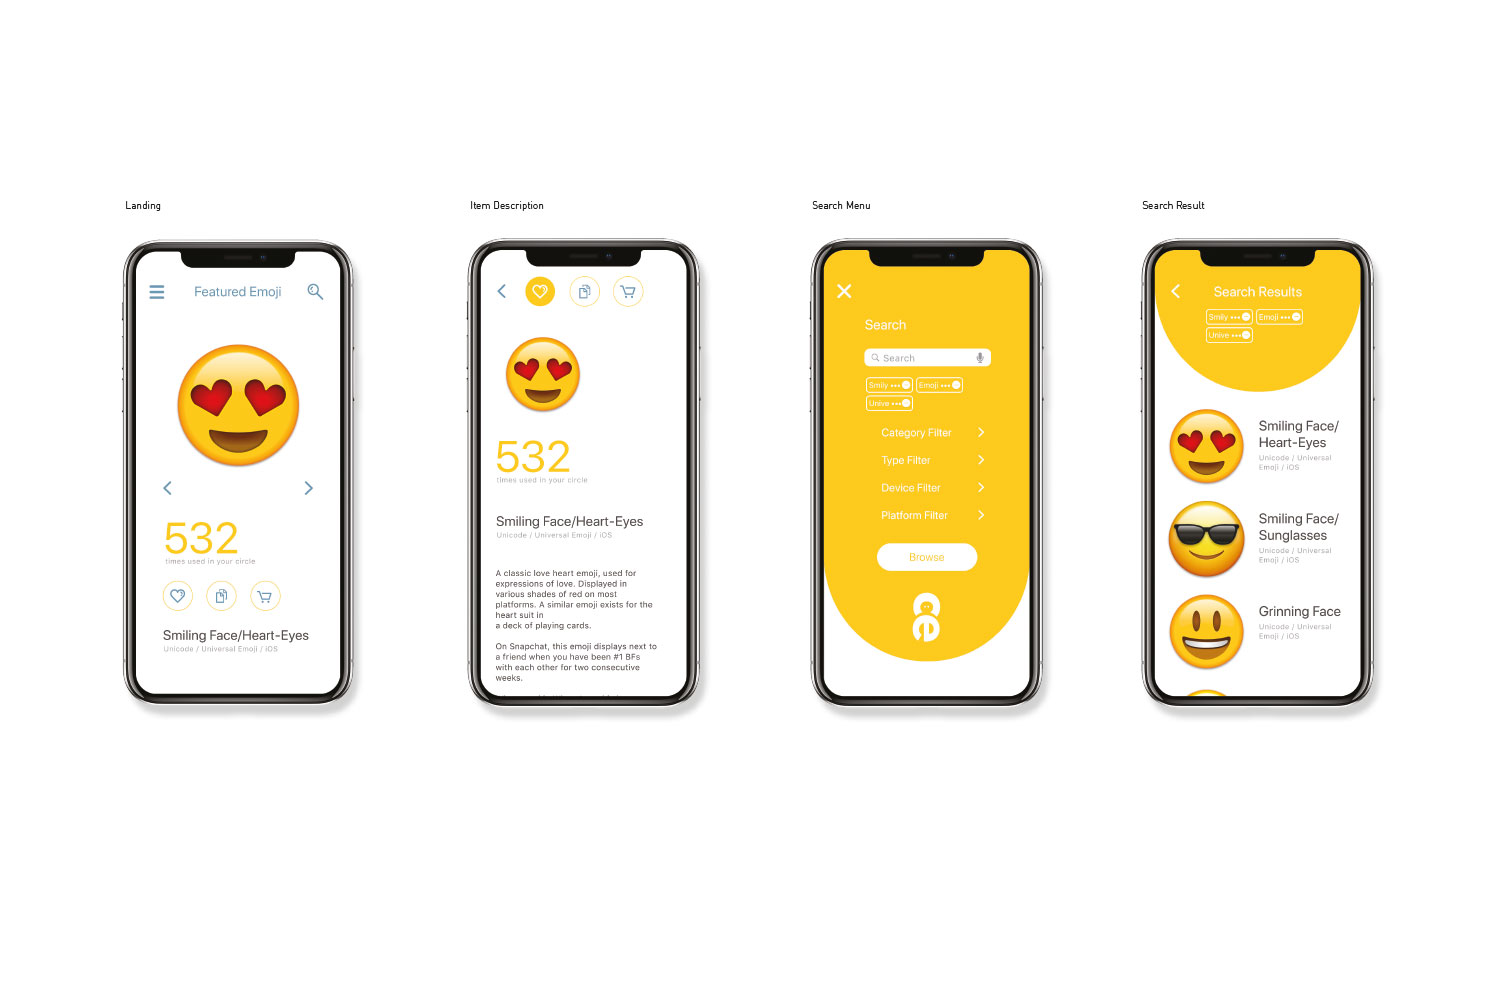 Landing
Featured Emoji
532
times used in your circle
Smiling Face/Heart-Eyes
Unicode / Universal Emoji / iOS
Item Description
532
times used in your circle
Smiling Face/Heart-Eyes
Unicode / Universal Emoji / iOS
A classic love heart emoji, used for
expressions of love. Displayed in
various shades of red on most
platforms. A similar emoji exists for the
heart suit in
a deck of playing cards.
On Snapchat, this emoji displays next to
a friend when you have been #1 BFs
with each other for two consecutive
weeks.
Search Menu
Search
Search
Smily ••• Emoji •••
Unive •••
Category Filter
Type Filter
Device Filter
Platform Filter
Browse
Search Result
Search Results
Smily ••• Emoji •••
Unive •••
Smiling Face/
Heart-Eyes
Unicode / Universal
Emoji / iOS
Smiling Face/
Sunglasses
Unicode / Universal
Emoji / iOS
Grinning Face
Unicode / Universal
Emoji / iOS